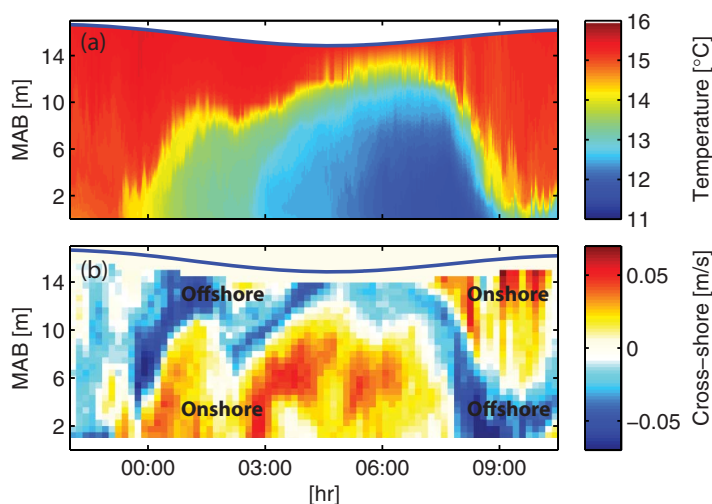 (a)
MAB [m]
14
10
6
2
16
15
14
13
12
11
Temperature [°C]
(b)
MAB [m]
14
10
6
2
Offshore
Onshore
Onshore
Offshore
0.05
0
−0.05
Cross−shore [m/s]
00:00
03:00
06:00
09:00
[hr]